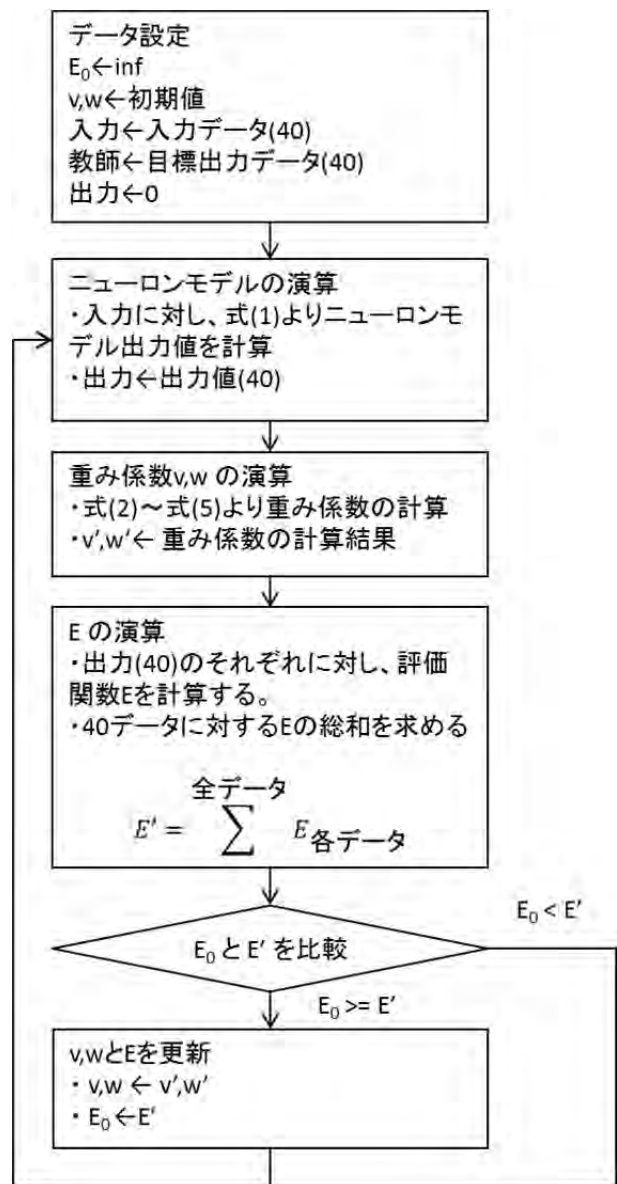 データ設定
E₀←inf
v,w←初期値
入力←入力データ(40)
教師←目標出力データ(40)
出力←0
ニューロンモデルの演算
・入力に対し、式(1)よりニューロンモ
デル出力値を計算
・出力←出力値(40)
重み係数v,w の演算
・式(2)～式(5)より重み係数の計算
・v',w'← 重み係数の計算結果
E の演算
・出力(40)のそれぞれに対し、評価
関数Eを計算する。
・40データに対するEの総和を求める
全データ
E' = ∑ E各データ
E₀ < E'
E₀ と E' を比較
E₀ >= E'
v,wとEを更新
・ v,w ← v',w'
・ E₀ ←E'